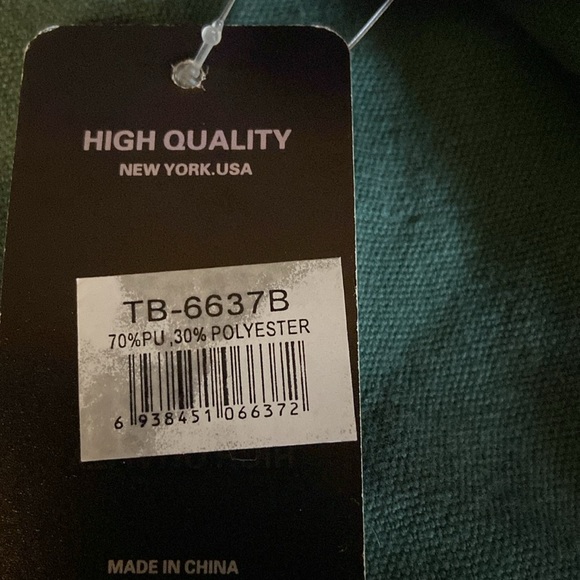 HIGH QUALITY
NEW YORK.USA
TB-6637B
70%PU ,30% POLYESTER
6 938451 066372
MADE IN CHINA